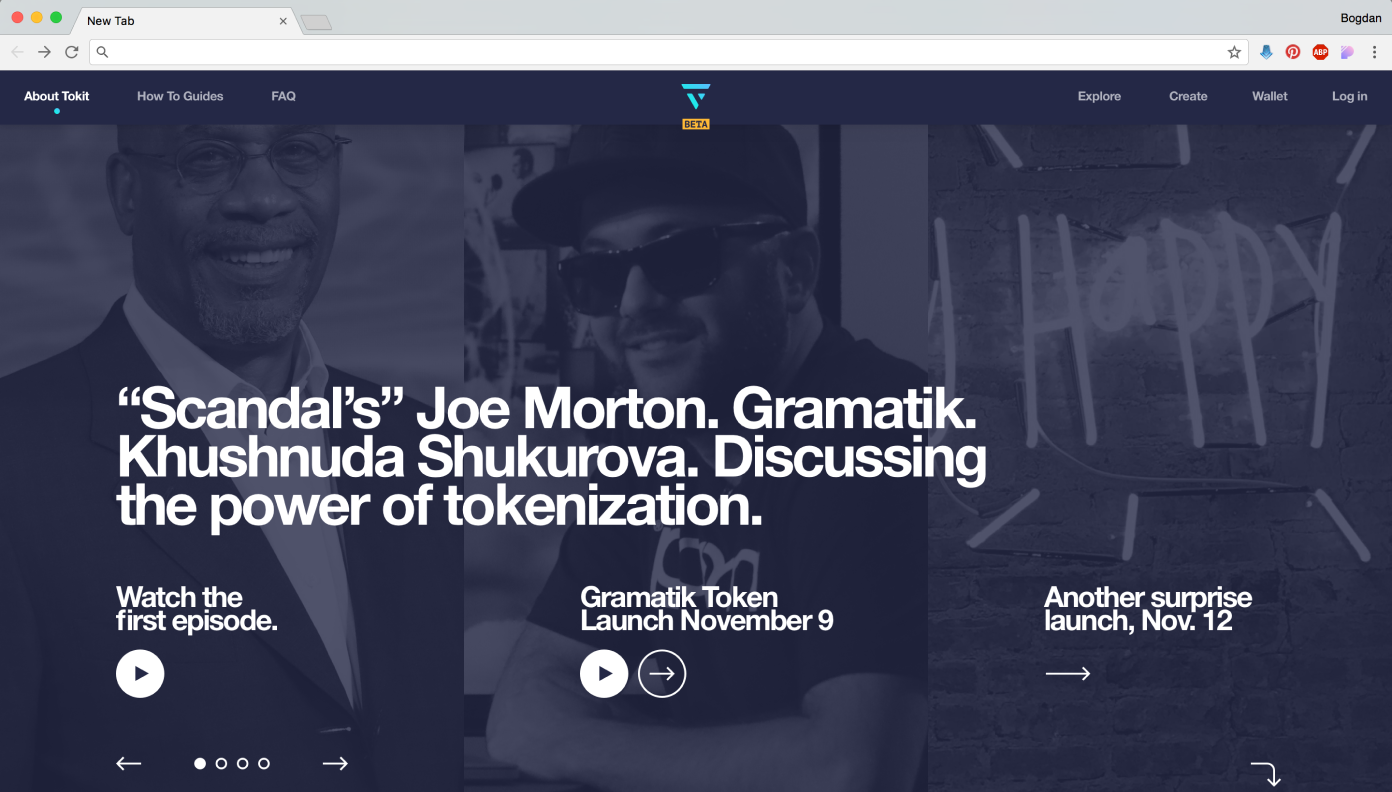 New Tab
Bogdan
ABP
About Tokit
How To Guides
FAQ
BETA
Explore
Create
Wallet
Log in
Happy
“Scandal’s” Joe Morton. Gramatik.
Khushnuda Shukurova. Discussing
the power of tokenization.
Watch the
first episode.
Gramatik Token
Launch November 9
Another surprise
launch, Nov. 12